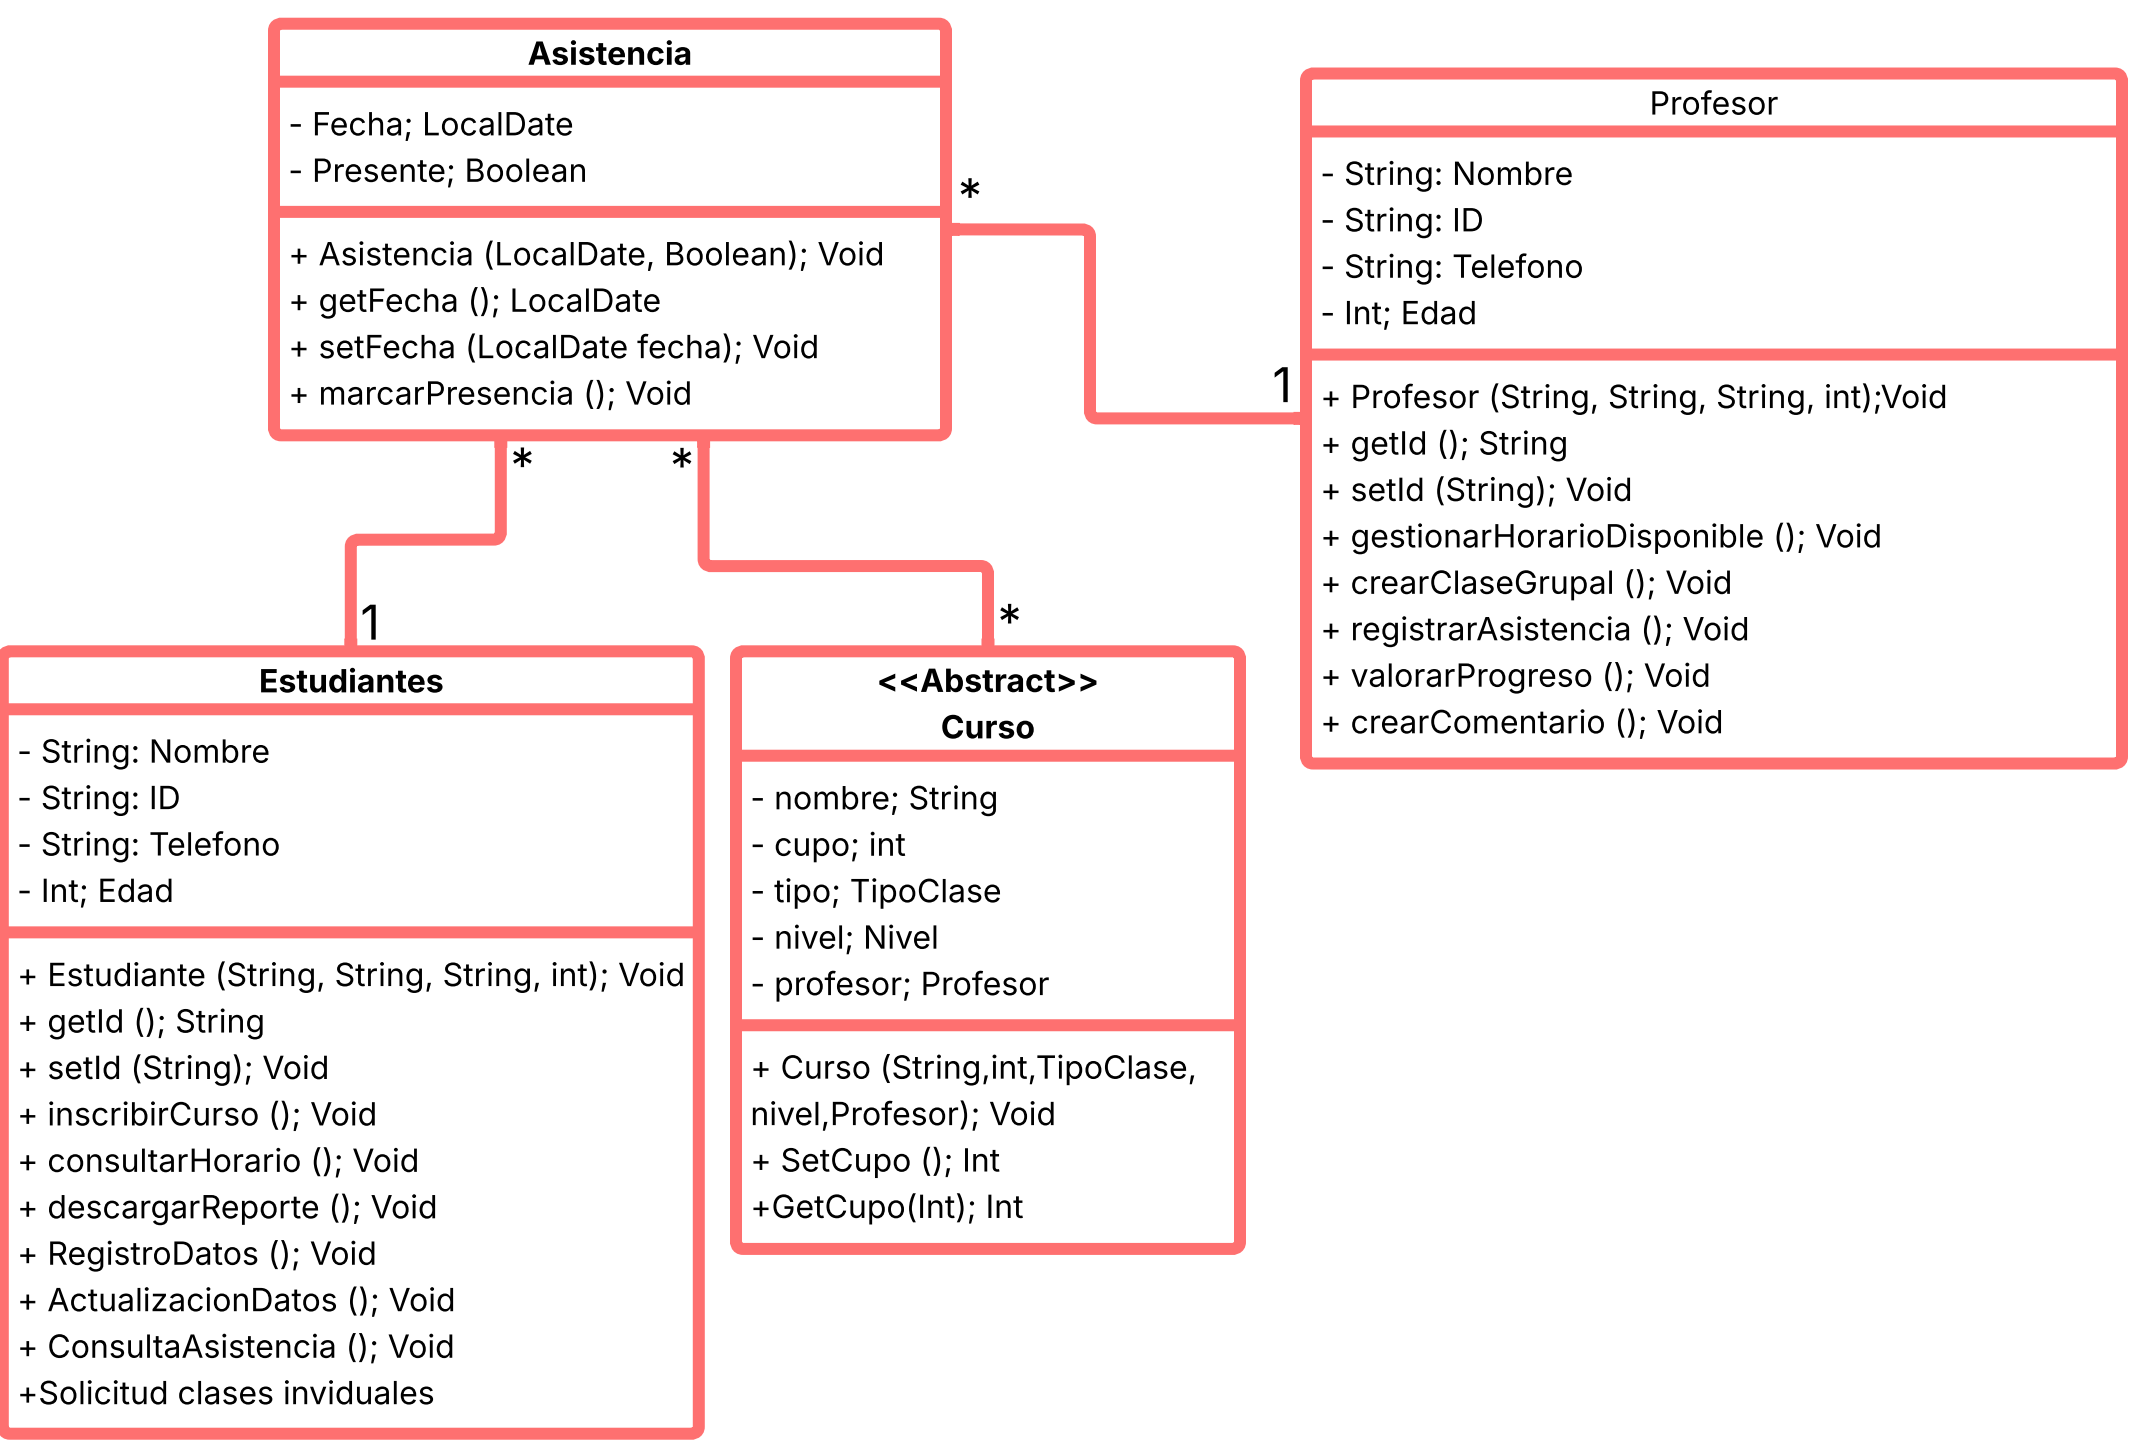 Asistencia
- Fecha; LocalDate
- Presente; Boolean
+ Asistencia (LocalDate, Boolean); Void
+ getFecha (); LocalDate
+ setFecha (LocalDate fecha); Void
+ marcarPresencia (); Void
*
1
*
1
*
*
Profesor
- String: Nombre
- String: ID
- String: Telefono
- Int; Edad
+ Profesor (String, String, String, int);Void
+ getId (); String
+ setId (String); Void
+ gestionarHorarioDisponible (); Void
+ crearClaseGrupal (); Void
+ registrarAsistencia (); Void
+ valorarProgreso (); Void
+ crearComentario (); Void
Estudiantes
- String: Nombre
- String: ID
- String: Telefono
- Int; Edad
+ Estudiante (String, String, String, int); Void
+ getId (); String
+ setId (String); Void
+ inscribirCurso (); Void
+ consultarHorario (); Void
+ descargarReporte (); Void
+ RegistroDatos (); Void
+ ActualizacionDatos (); Void
+ ConsultaAsistencia (); Void
+Solicitud clases inviduales
<<Abstract>>
Curso
- nombre; String
- cupo; int
- tipo; TipoClase
- nivel; Nivel
- profesor; Profesor
+ Curso (String,int,TipoClase,
nivel,Profesor); Void
+ SetCupo (); Int
+GetCupo(Int); Int